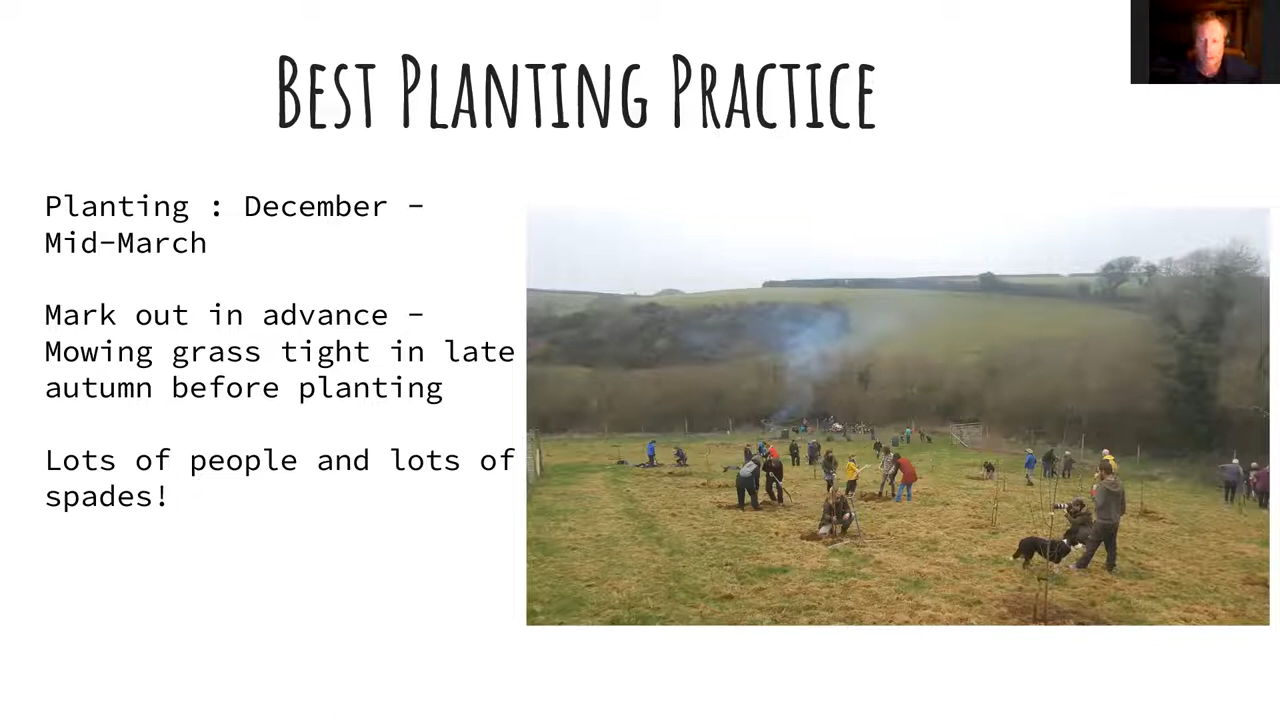 Best Planting Practice
Planting : December -
Mid-March
Mark out in advance -
Mowing grass tight in late
autumn before planting
Lots of people and lots of
spades!